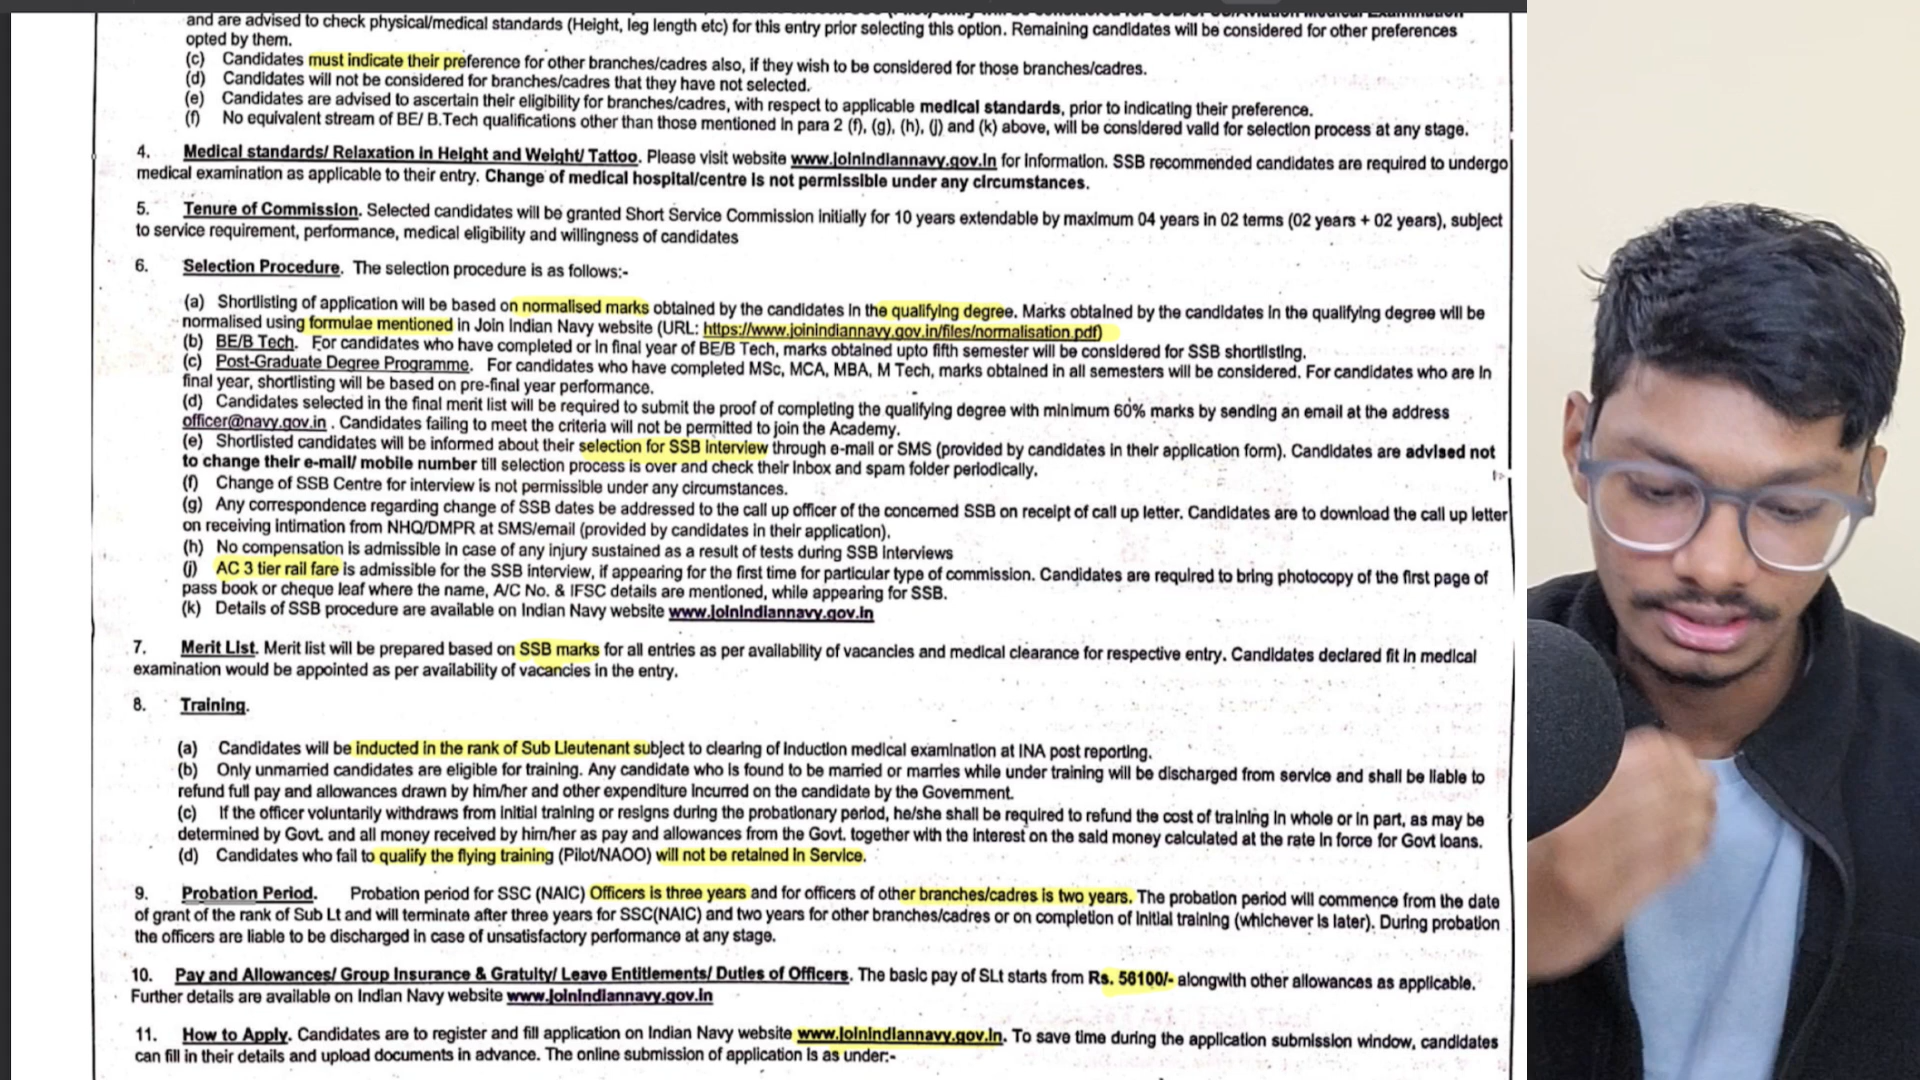 and are advised to check physical/medical standards (Height, leg length etc) for this entry prior selecting this option. Remaining candidates will be considered for other preferences
opted by them.
(c) Candidates must indicate their preference for other branches/cadres also, if they wish to be considered for those branches/cadres.
(d) Candidates will not be considered for branches/cadres that they have not selected.
(e) Candidates are advised to ascertain their eligibility for branches/cadres, with respect to applicable medical standards, prior to indicating their preference.
(f) No equivalent stream of BE/ B.Tech qualifications other than those mentioned in para 2 (f), (g), (h), (j) and (k) above, will be considered valid for selection process at any stage.
4. Medical standards/ Relaxation in Height and Weight/ Tattoo. Please visit website www.joinindiannavy.gov.in for information. SSB recommended candidates are required to undergo
medical examination as applicable to their entry. Change of medical hospital/centre is not permissible under any circumstances.
5. Tenure of Commission. Selected candidates will be granted Short Service Commission initially for 10 years extendable by maximum 04 years in 02 terms (02 years + 02 years), subject
to service requirement, performance, medical eligibility and willingness of candidates
6. Selection Procedure. The selection procedure is as follows:-
(a) Shortlisting of application will be based on normalised marks obtained by the candidates in the qualifying degree. Marks obtained by the candidates in the qualifying degree will be
normalised using formulae mentioned in Join Indian Navy website (URL: https://www.joinindiannavy.gov.in/files/normalisation.pdf)
(b) BE/B Tech. For candidates who have completed or in final year of BE/B Tech, marks obtained upto fifth semester will be considered for SSB shortlisting.
(c) Post-Graduate Degree Programme. For candidates who have completed MSc, MCA, MBA, M Tech, marks obtained in all semesters will be considered. For candidates who are in
final year, shortlisting will be based on pre-final year performance.
(d) Candidates selected in the final merit list will be required to submit the proof of completing the qualifying degree with minimum 60% marks by sending an email at the address
officer@navy.gov.in . Candidates failing to meet the criteria will not be permitted to join the Academy.
(e) Shortlisted candidates will be informed about their selection for SSB interview through e-mail or SMS (provided by candidates in their application form). Candidates are advised not
to change their e-mail/ mobile number till selection process is over and check their inbox and spam folder periodically.
(f) Change of SSB Centre for interview is not permissible under any circumstances.
(g) Any correspondence regarding change of SSB dates be addressed to the call up officer of the concerned SSB on receipt of call up letter. Candidates are to download the call up letter
on receiving intimation from NHQ/DMPR at SMS/email (provided by candidates in their application).
(h) No compensation is admissible in case of any injury sustained as a result of tests during SSB Interviews
(j) AC 3 tier rail fare is admissible for the SSB interview, if appearing for the first time for particular type of commission. Candidates are required to bring photocopy of the first page of
pass book or cheque leaf where the name, A/C No. & IFSC details are mentioned, while appearing for SSB.
(k) Details of SSB procedure are available on Indian Navy website www.joinindiannavy.gov.in
7. Merit List. Merit list will be prepared based on SSB marks for all entries as per availability of vacancies and medical clearance for respective entry. Candidates declared fit in medical
examination would be appointed as per availability of vacancies in the entry.
8. Training.
(a) Candidates will be inducted in the rank of Sub Lieutenant subject to clearing of induction medical examination at INA post reporting.
(b) Only unmarried candidates are eligible for training. Any candidate who is found to be married or marries while under training will be discharged from service and shall be liable to
refund full pay and allowances drawn by him/her and other expenditure incurred on the candidate by the Government.
(c) If the officer voluntarily withdraws from initial training or resigns during the probationary period, he/she shall be required to refund the cost of training in whole or in part, as may be
determined by Govt. and all money received by him/her as pay and allowances from the Govt. together with the interest on the said money calculated at the rate in force for Govt loans.
(d) Candidates who fail to qualify the flying training (Pilot/NAOO) will not be retained in Service.
9. Probation Period. Probation period for SSC (NAIC) Officers is three years and for officers of other branches/cadres is two years. The probation period will commence from the date
of grant of the rank of Sub Lt and will terminate after three years for SSC(NAIC) and two years for other branches/cadres or on completion of initial training (whichever is later). During probation
the officers are liable to be discharged in case of unsatisfactory performance at any stage.
10. Pay and Allowances/ Group Insurance & Gratuity/ Leave Entitlements/ Duties of Officers. The basic pay of SLt starts from Rs. 56100/- alongwith other allowances as applicable.
Further details are available on Indian Navy website www.joinindiannavy.gov.in
11. How to Apply. Candidates are to register and fill application on Indian Navy website www.joinindiannavy.gov.in. To save time during the application submission window, candidates
can fill in their details and upload documents in advance. The online submission of application is as under:-